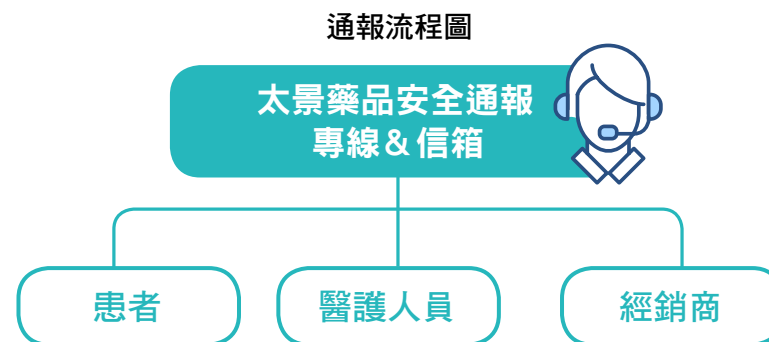 通報流程圖
太景藥品安全通報
專線＆信箱
患者
醫護人員
經銷商